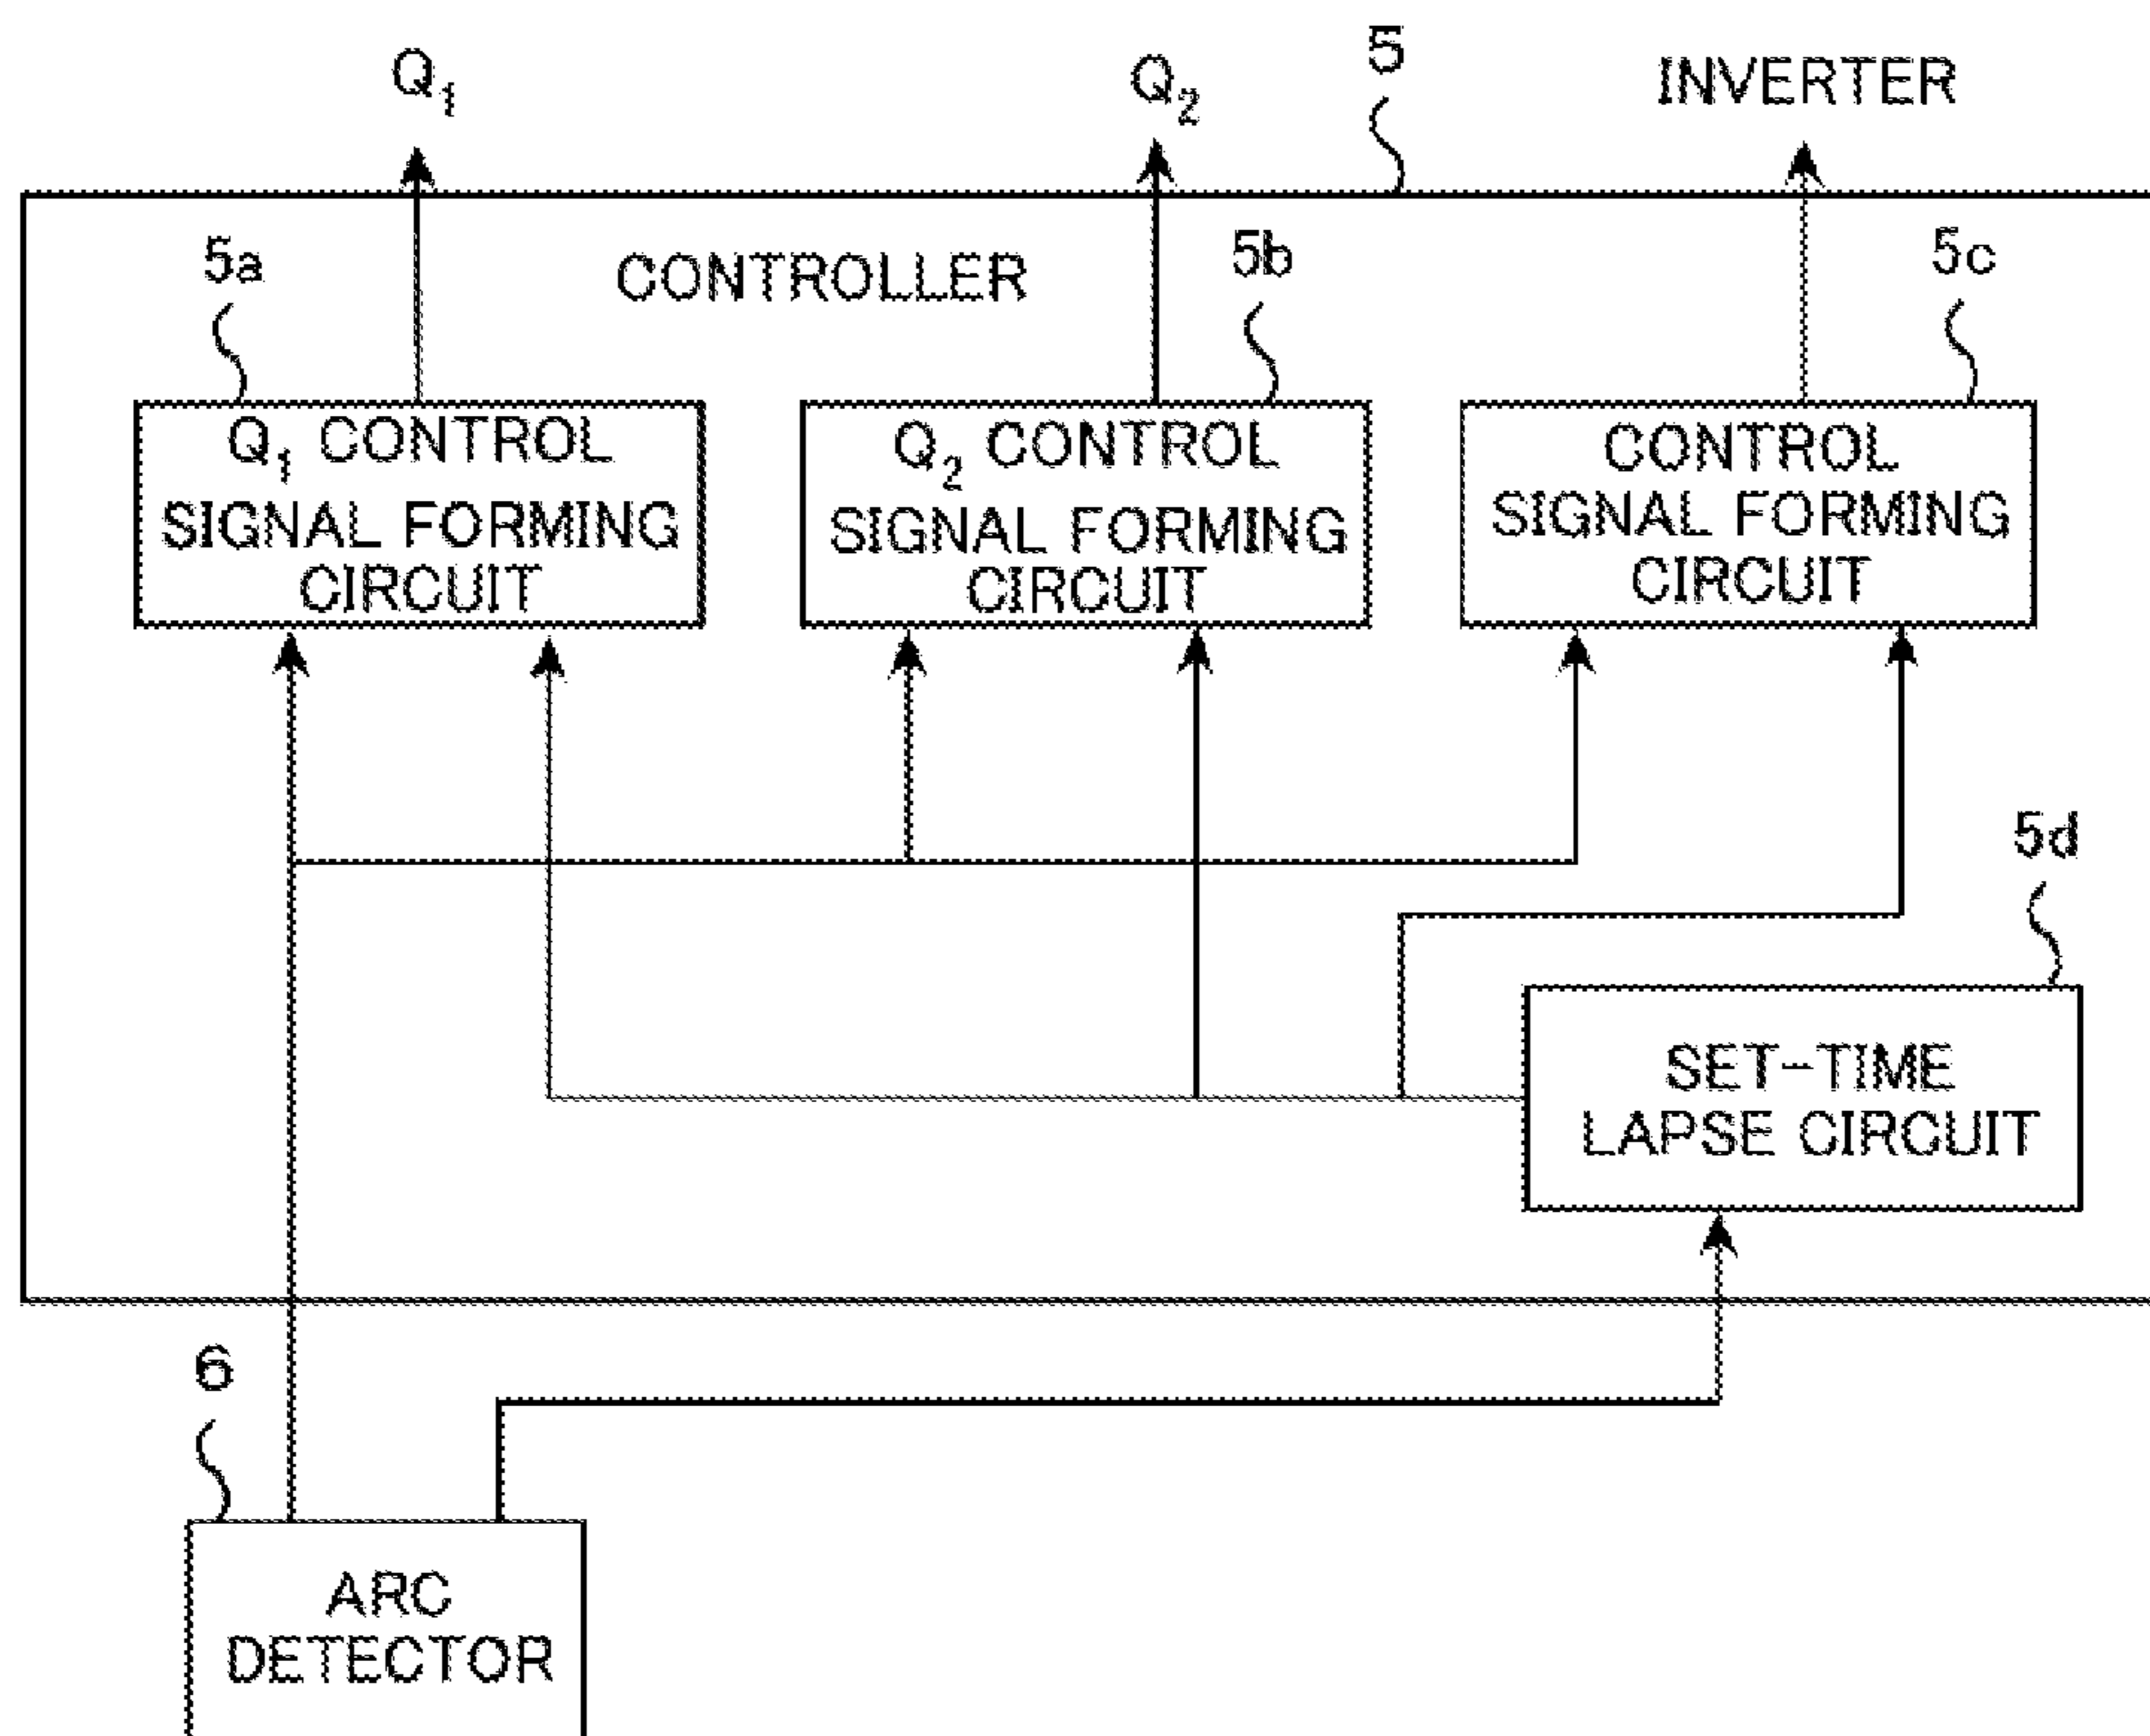 Q1
Q2
5
INVERTER
5a
CONTROLLER
5b
5c
Q1 CONTROL
SIGNAL FORMING
CIRCUIT
Q2 CONTROL
SIGNAL FORMING
CIRCUIT
CONTROL
SIGNAL FORMING
CIRCUIT
5d
SET-TIME
LAPSE CIRCUIT
6
ARC
DETECTOR